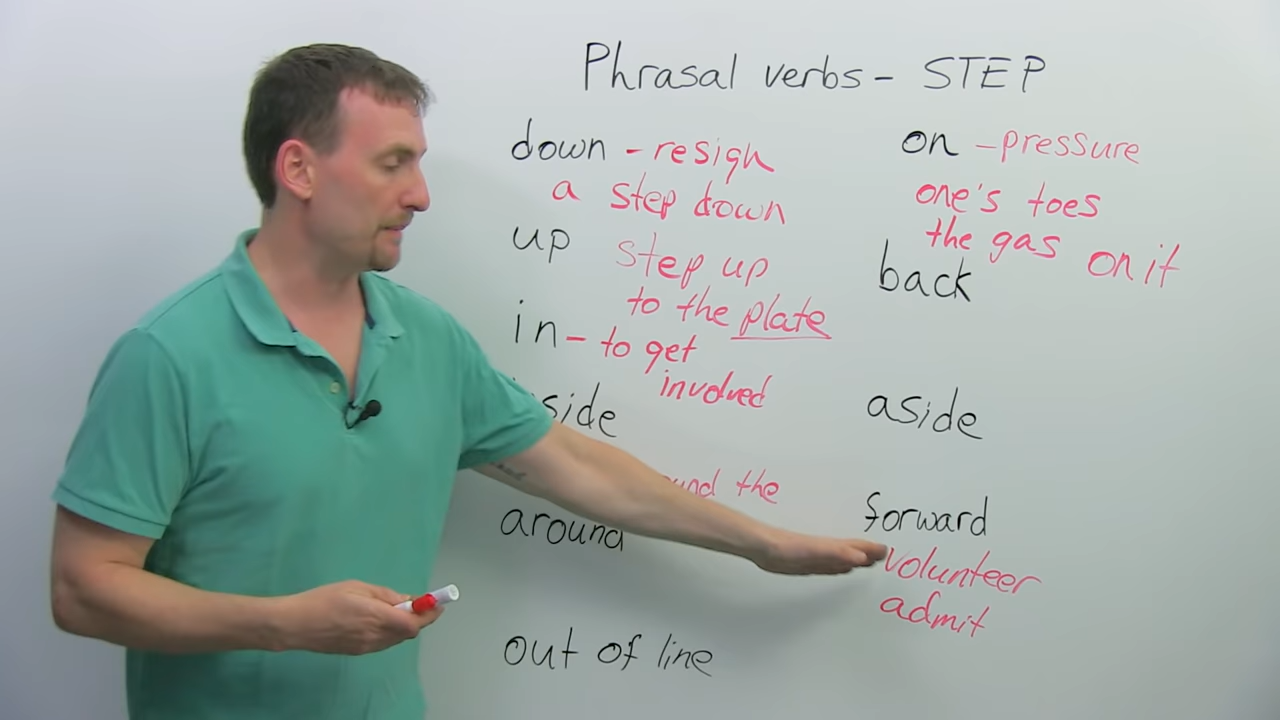 Phrasal verbs - STEP
down - resign
a step down
up step up
to the plate
in - to get
involved
side
the
around
out of line
on - pressure
one's toes
the gas on it
back
aside
forward
volunteer
admit